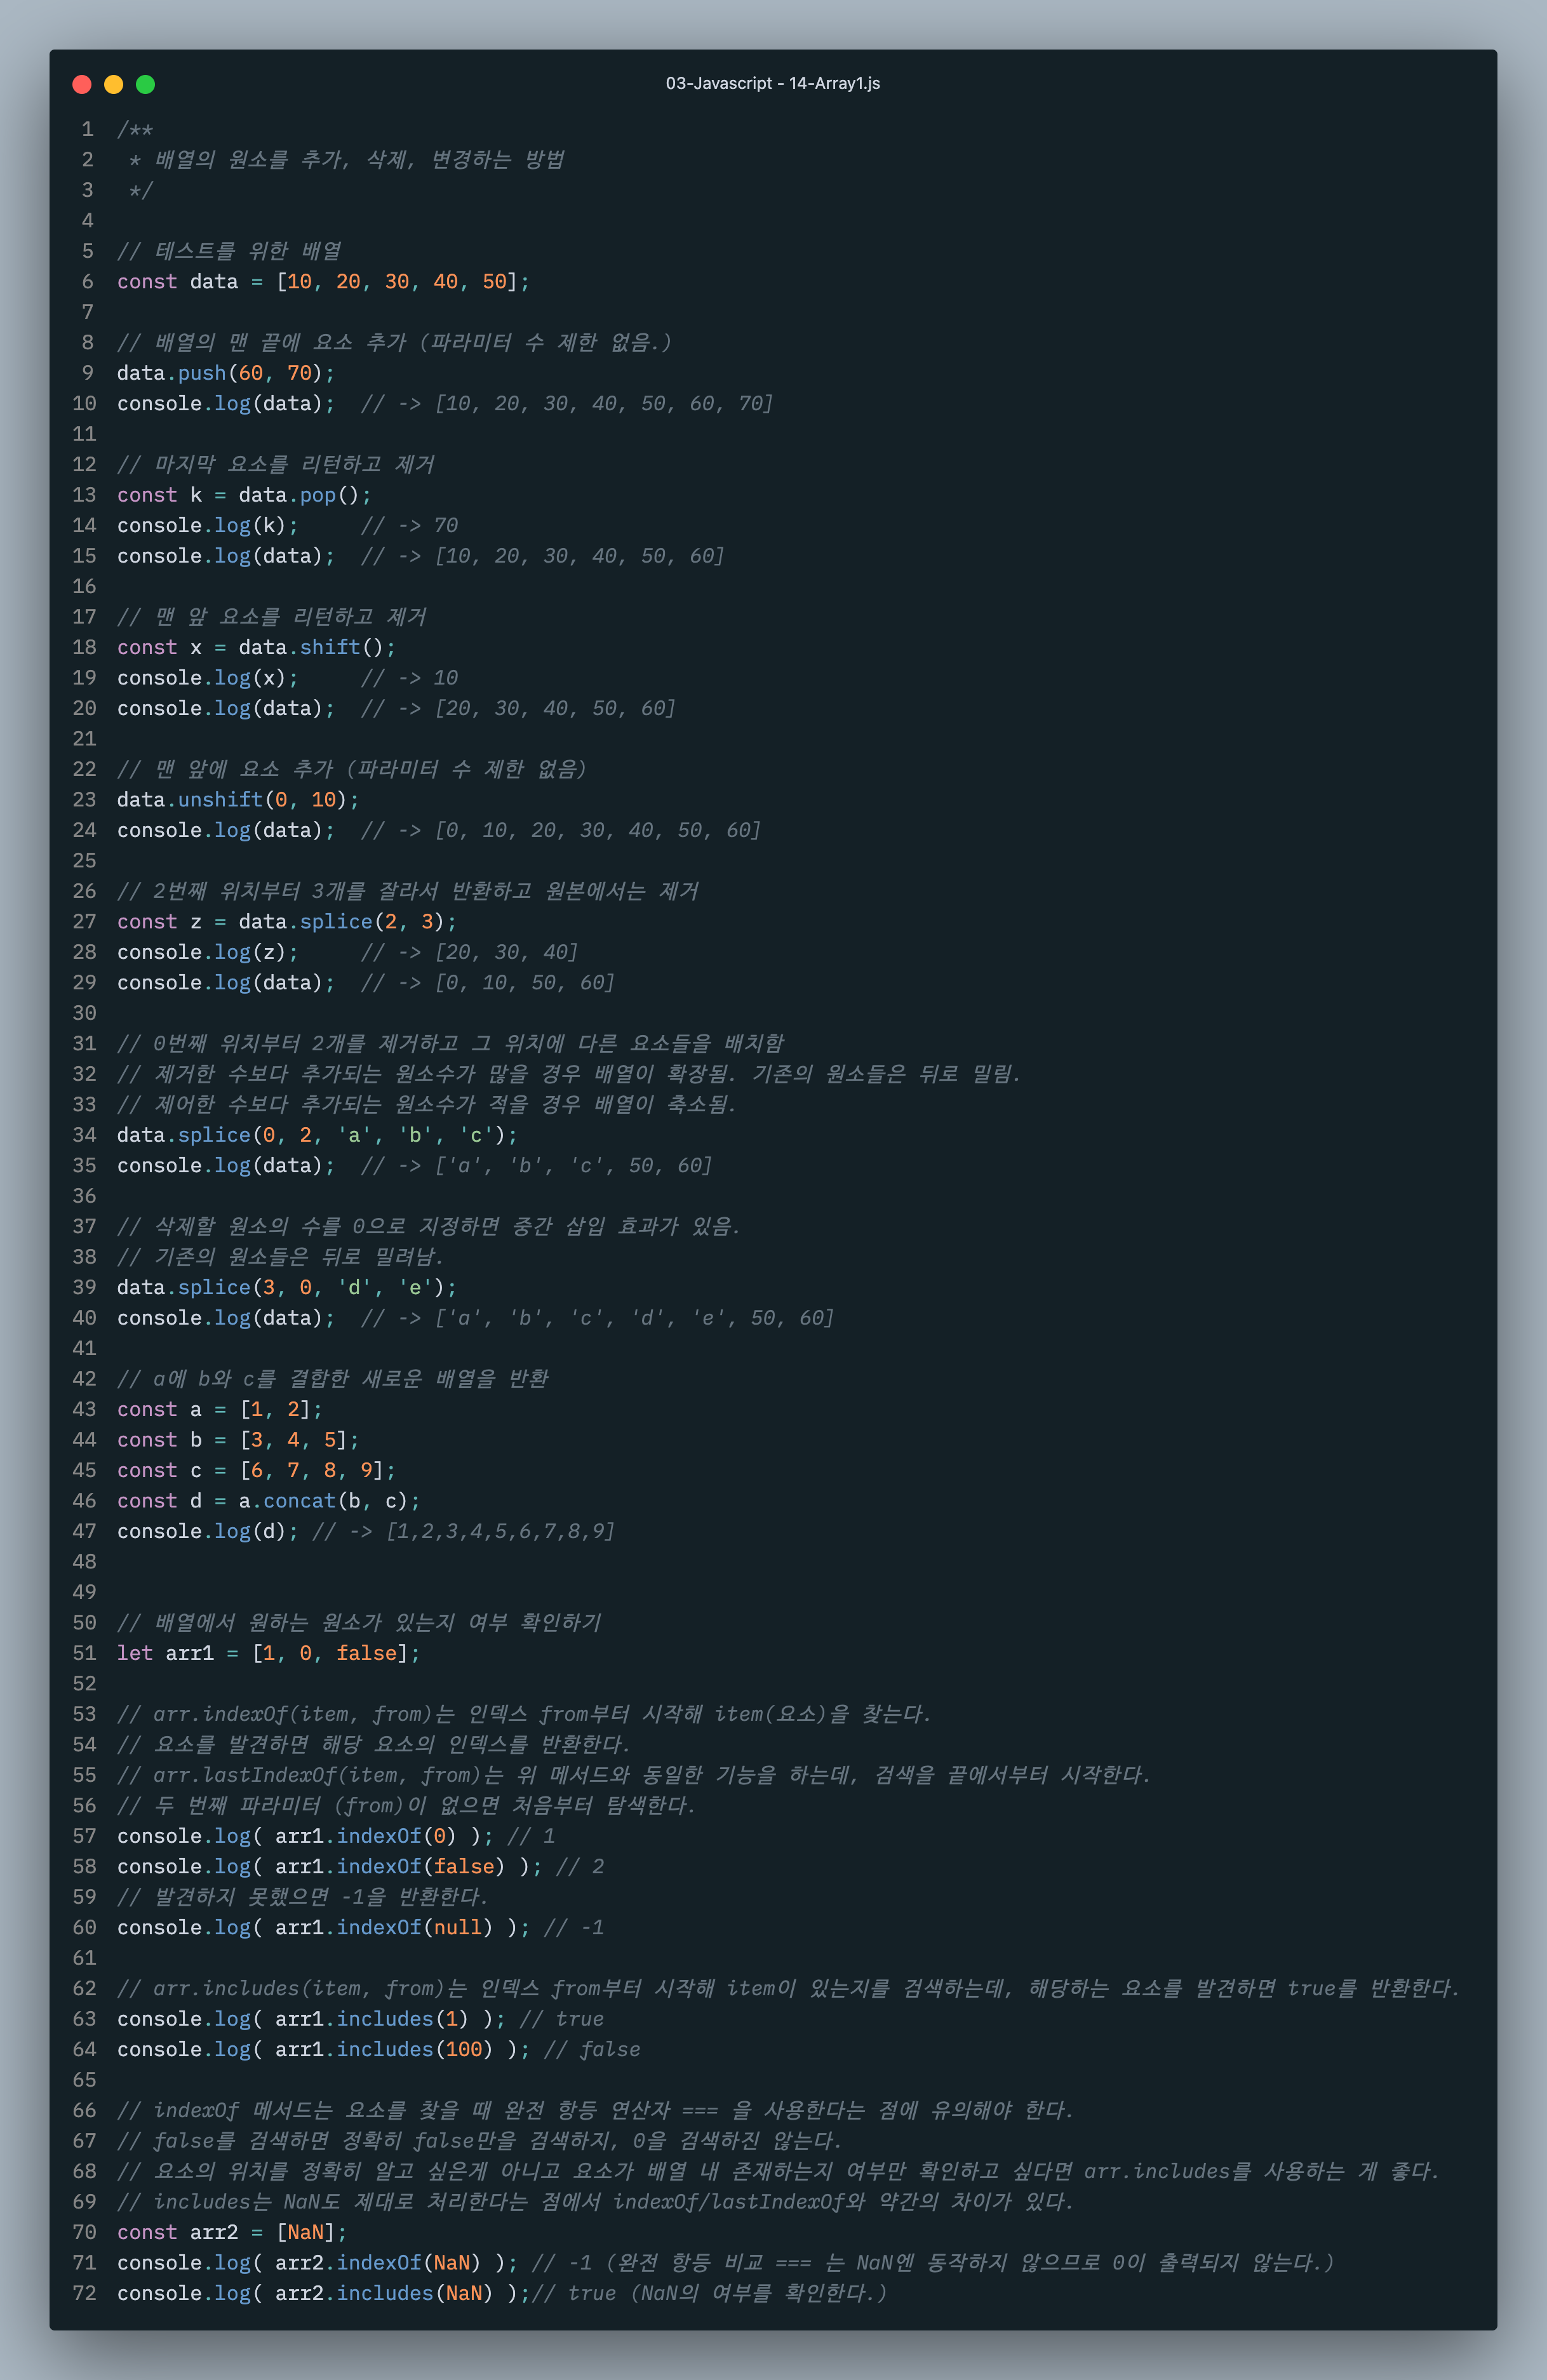 03-Javascript - 14-Array1.js
1 /**
2  * 배열의 원소를 추가, 삭제, 변경하는 방법
3  */
4
5 // 테스트를 위한 배열
6 const data = [10, 20, 30, 40, 50];
7
8 // 배열의 맨 끝에 요소 추가 (파라미터 수 제한 없음.)
9 data.push(60, 70);
10 console.log(data);  // -> [10, 20, 30, 40, 50, 60, 70]
11
12 // 마지막 요소를 리턴하고 제거
13 const k = data.pop();
14 console.log(k);     // -> 70
15 console.log(data);  // -> [10, 20, 30, 40, 50, 60]
16
17 // 맨 앞 요소를 리턴하고 제거
18 const x = data.shift();
19 console.log(x);     // -> 10
20 console.log(data);  // -> [20, 30, 40, 50, 60]
21
22 // 맨 앞에 요소 추가 (파라미터 수 제한 없음)
23 data.unshift(0, 10);
24 console.log(data);  // -> [0, 10, 20, 30, 40, 50, 60]
25
26 // 2번째 위치부터 3개를 잘라서 반환하고 원본에서는 제거
27 const z = data.splice(2, 3);
28 console.log(z);     // -> [20, 30, 40]
29 console.log(data);  // -> [0, 10, 50, 60]
30
31 // 0번째 위치부터 2개를 제거하고 그 위치에 다른 요소들을 배치함
32 // 제거한 수보다 추가되는 원소수가 많을 경우 배열이 확장됨. 기존의 원소들은 뒤로 밀림.
33 // 제어한 수보다 추가되는 원소수가 적을 경우 배열이 축소됨.
34 data.splice(0, 2, 'a', 'b', 'c');
35 console.log(data);  // -> ['a', 'b', 'c', 50, 60]
36
37 // 삭제할 원소의 수를 0으로 지정하면 중간 삽입 효과가 있음.
38 // 기존의 원소들은 뒤로 밀려남.
39 data.splice(3, 0, 'd', 'e');
40 console.log(data);  // -> ['a', 'b', 'c', 'd', 'e', 50, 60]
41
42 // a에 b와 c를 결합한 새로운 배열을 반환
43 const a = [1, 2];
44 const b = [3, 4, 5];
45 const c = [6, 7, 8, 9];
46 const d = a.concat(b, c);
47 console.log(d); // -> [1,2,3,4,5,6,7,8,9]
48
49
50 // 배열에서 원하는 원소가 있는지 여부 확인하기
51 let arr1 = [1, 0, false];
52
53 // arr.indexOf(item, from)는 인덱스 from부터 시작해 item(요소)을 찾는다.
54 // 요소를 발견하면 해당 요소의 인덱스를 반환한다.
55 // arr.lastIndexOf(item, from)는 위 메서드와 동일한 기능을 하는데, 검색을 끝에서부터 시작한다.
56 // 두 번째 파라미터 (from)이 없으면 처음부터 탐색한다.
57 console.log( arr1.indexOf(0) ); // 1
58 console.log( arr1.indexOf(false) ); // 2
59 // 발견하지 못했으면 -1을 반환한다.
60 console.log( arr1.indexOf(null) ); // -1
61
62 // arr.includes(item, from)는 인덱스 from부터 시작해 item이 있는지를 검색하는데, 해당하는 요소를 발견하면 true를 반환한다.
63 console.log( arr1.includes(1) ); // true
64 console.log( arr1.includes(100) ); // false
65
66 // indexOf 메서드는 요소를 찾을 때 완전 항등 연산자 === 을 사용한다는 점에 유의해야 한다.
67 // false를 검색하면 정확히 false만을 검색하지, 0을 검색하진 않는다.
68 // 요소의 위치를 정확히 알고 싶은게 아니고 요소가 배열 내 존재하는지 여부만 확인하고 싶다면 arr.includes를 사용하는 게 좋다.
69 // includes는 NaN도 제대로 처리한다는 점에서 indexOf/lastIndexOf와 약간의 차이가 있다.
70 const arr2 = [NaN];
71 console.log( arr2.indexOf(NaN) ); // -1 (완전 항등 비교 === 는 NaN엔 동작하지 않으므로 0이 출력되지 않는다.)
72 console.log( arr2.includes(NaN) );// true (NaN의 여부를 확인한다.)